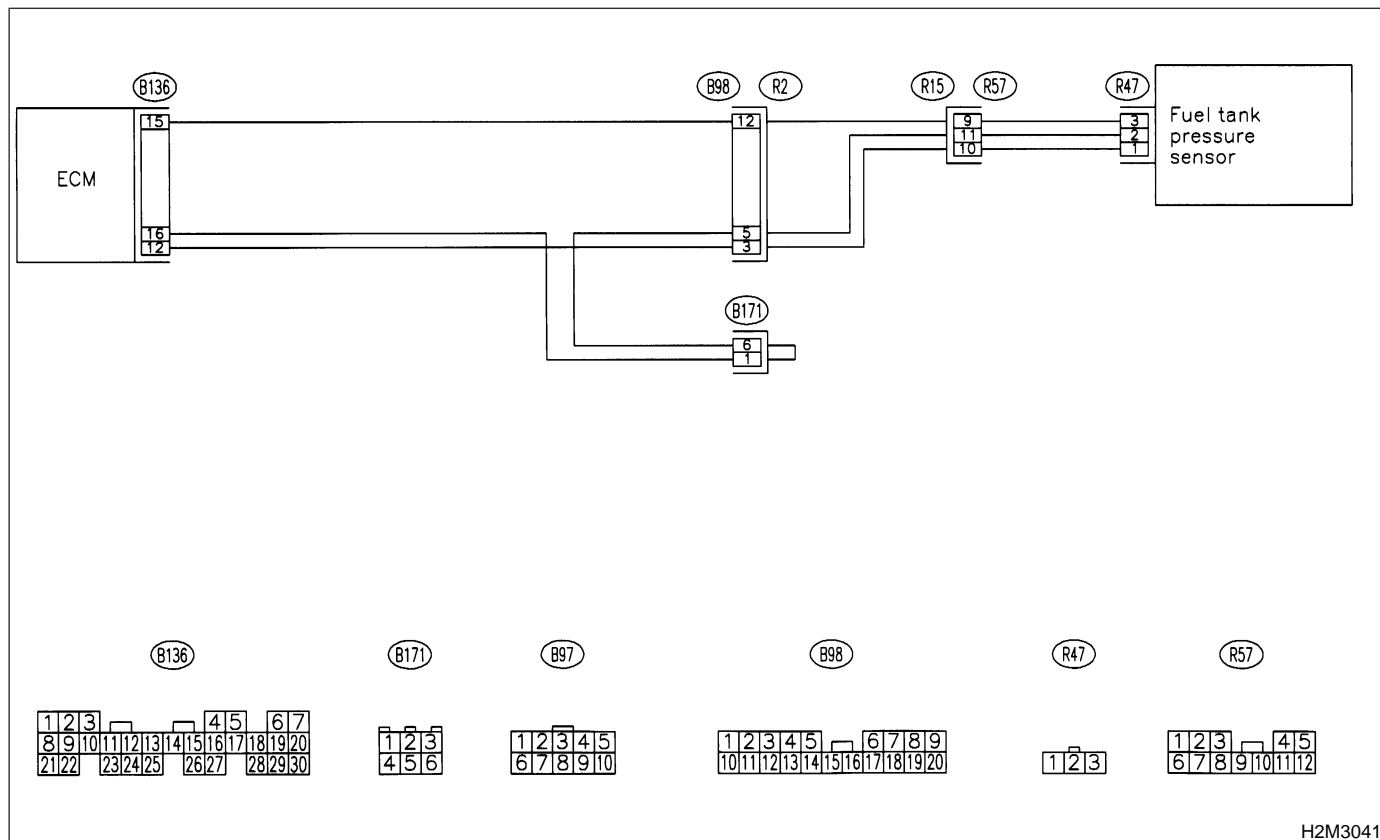 B136 B98 R2 R15 R57 R47
15 12 9 3
11 2
10 1
Fuel tank
pressure
sensor
ECM
16 5
12 3
B171
6
1
B136 B171 B97 B98 R47 R57
1 2 3 4 5 6 7
8 9 10 11 12 13 14 15 16 17 18 19 20
21 22 23 24 25 26 27 28 29 30
1 2 3
4 5 6
1 2 3 4 5
6 7 8 9 10
1 2 3 4 5 6 7 8 9
10 11 12 13 14 15 16 17 18 19 20
1 2 3
1 2 3 4 5
6 7 8 9 10 11 12
H2M3041